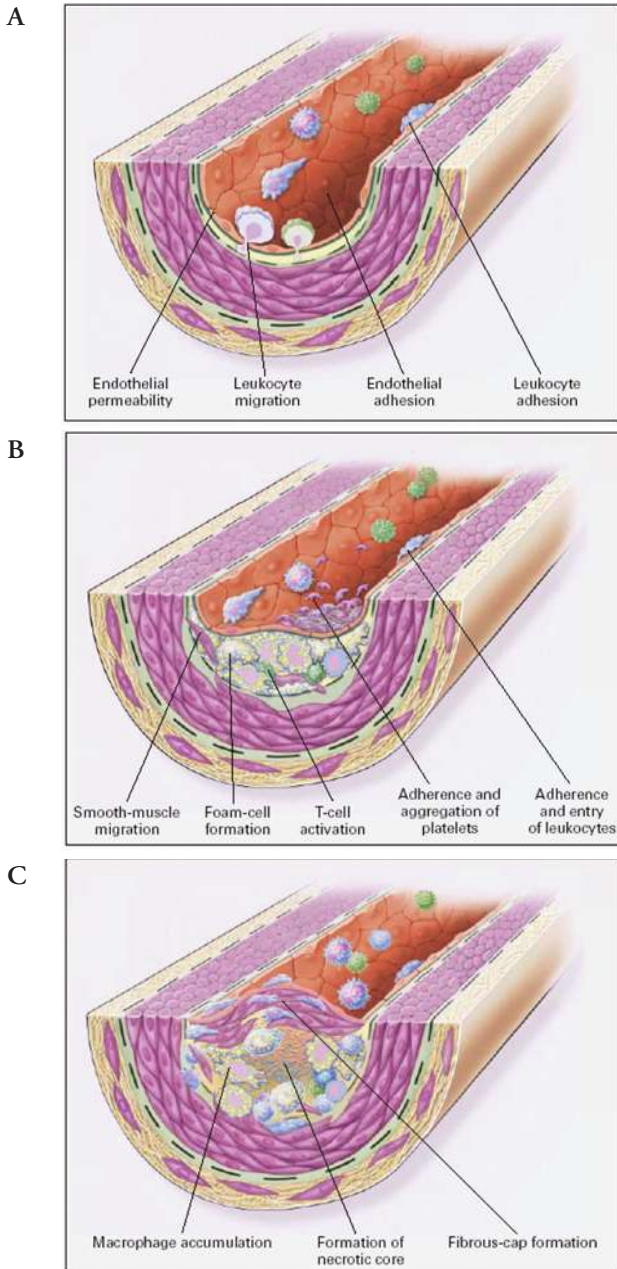 A
Endothelial
permeability
Leukocyte
migration
Endothelial
adhesion
Leukocyte
adhesion
B
Smooth-muscle
migration
Foam-cell
formation
T-cell
activation
Adherence and
aggregation of
platelets
Adherence
and entry
of leukocytes
C
Macrophage accumulation
Formation of
necrotic core
Fibrous-cap formation